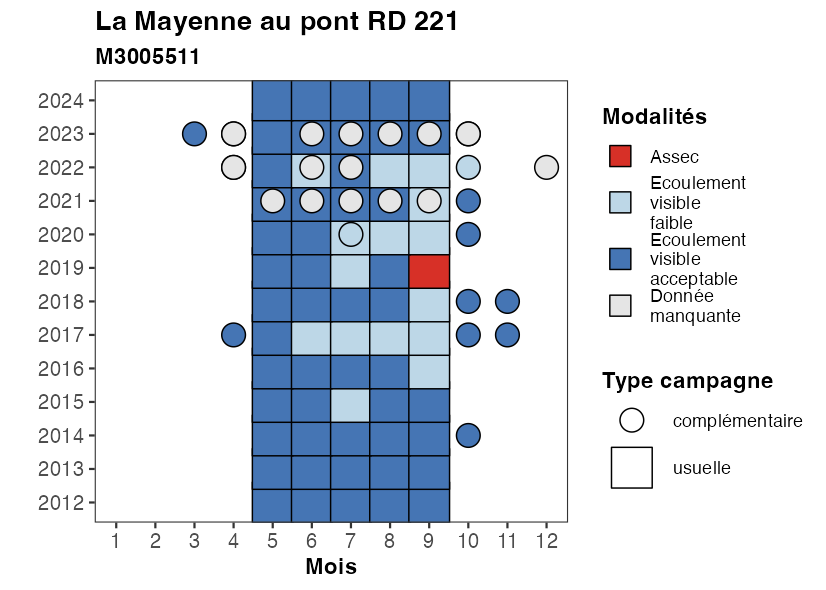 La Mayenne au pont RD 221
M3005511
2024
2023
2022
2021
2020
2019
2018
2017
2016
2015
2014
2013
2012
1 2 3 4 5 6 7 8 9 10 11 12
Mois
Modalités
Assec
Ecoulement
visible
faible
Ecoulement
visible
acceptable
Donnée
manquante
Type campagne
complémentaire
usuelle